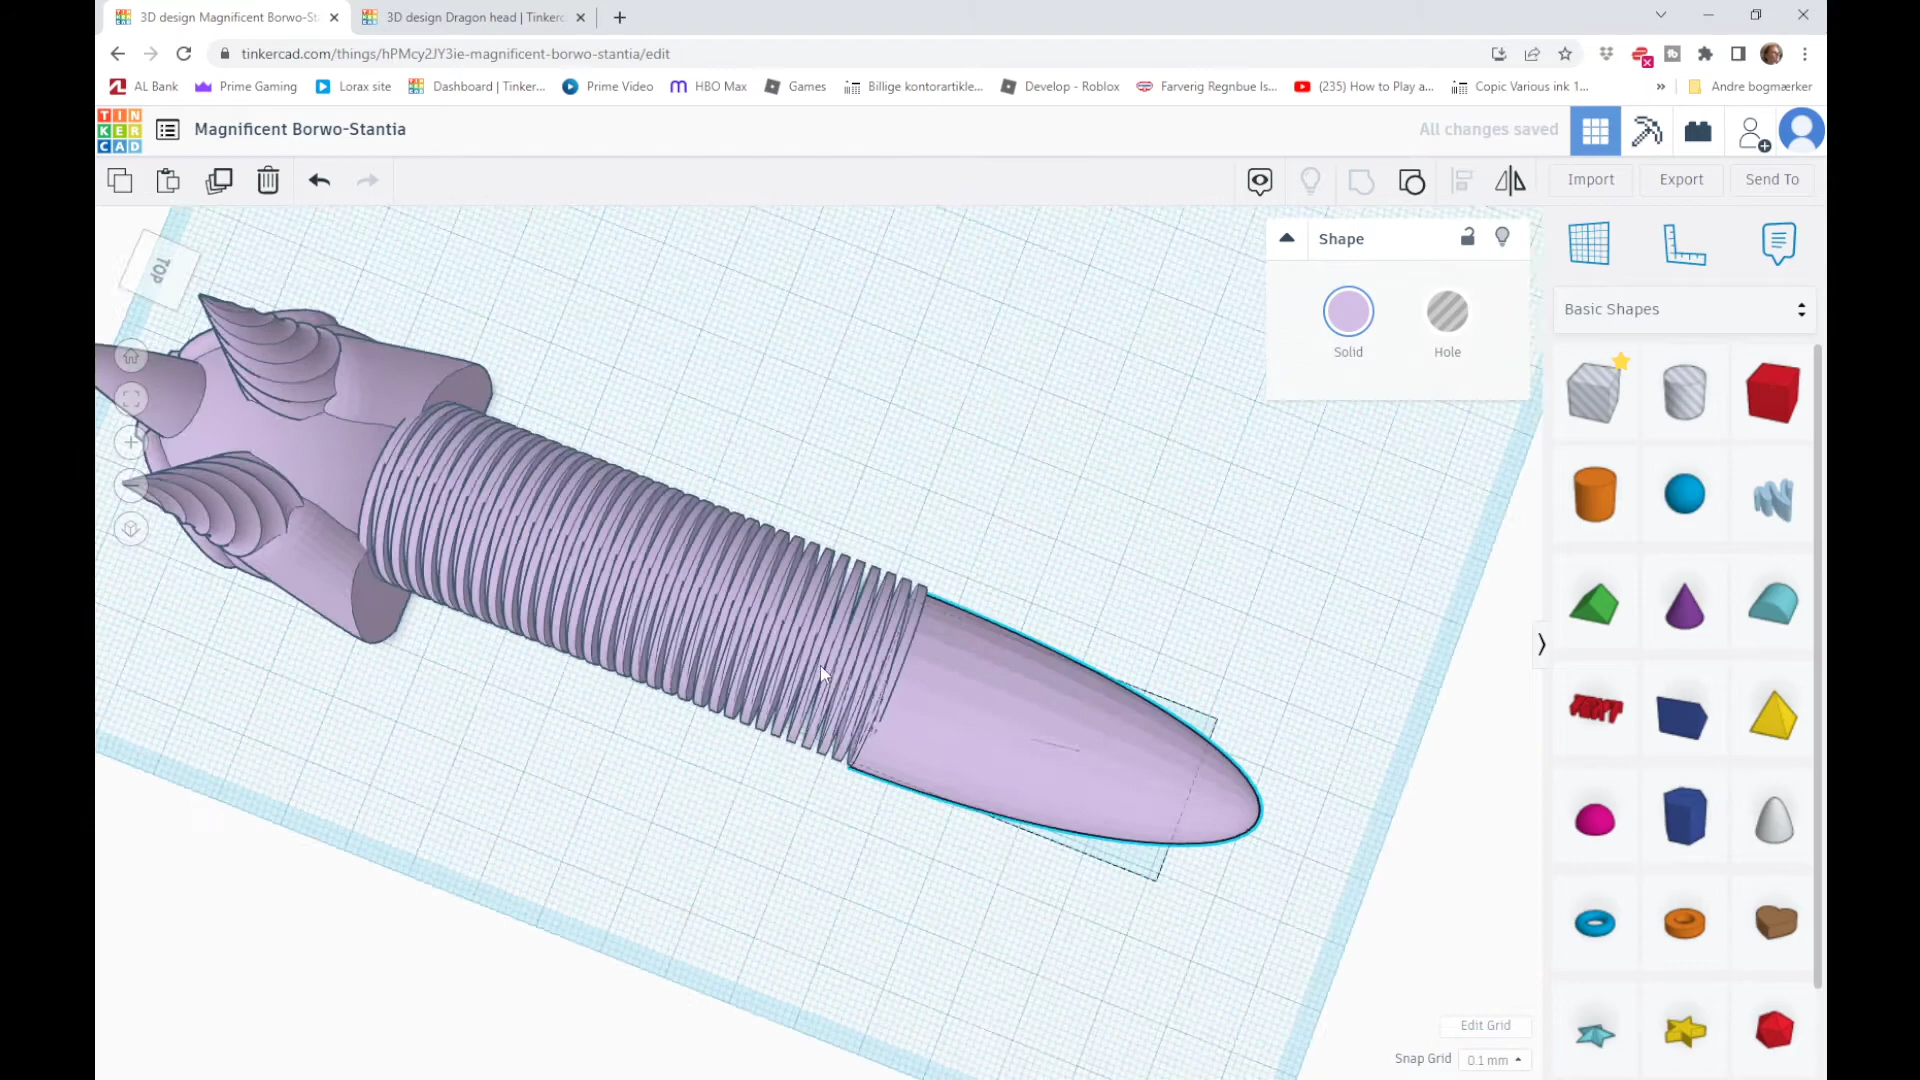 3D design Magnificent Borwo-Sta
3D design Dragon head | Tinkerc
tinkercad.com/things/hPMcy2JY3ie-magnificent-borwo-stantia/edit
AL Bank
Prime Gaming
Lorax site
Dashboard | Tinker...
Prime Video
HBO Max
Games
Billige kontorartikle...
Develop - Roblox
Farverig Regnbue Is...
(235) How to Play a...
Copic Various ink 1...
»
Andre bogmærker
TIN
KER
CAD
Magnificent Borwo-Stantia
All changes saved
Import
Export
Send To
TOP
Shape
Solid
Hole
Basic Shapes
TEXT
Edit Grid
Snap Grid
0.1 mm